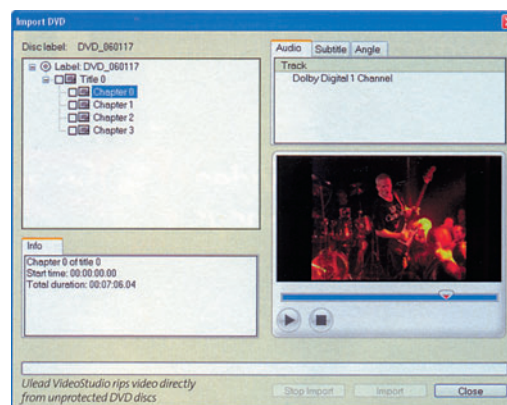 Import DVD
Disc label: DVD_060117
Label: DVD_060117
Title 0
Chapter 0
Chapter 1
Chapter 2
Chapter 3
Audio Subtitle Angle
Track
Dolby Digital 1 Channel
Info
Chapter 0 of title 0
Start time: 00:00:00.00
Total duration: 00:07:06.04
Ulead VideoStudio rips video directly
from unprotected DVD discs
Stop Import Import Close